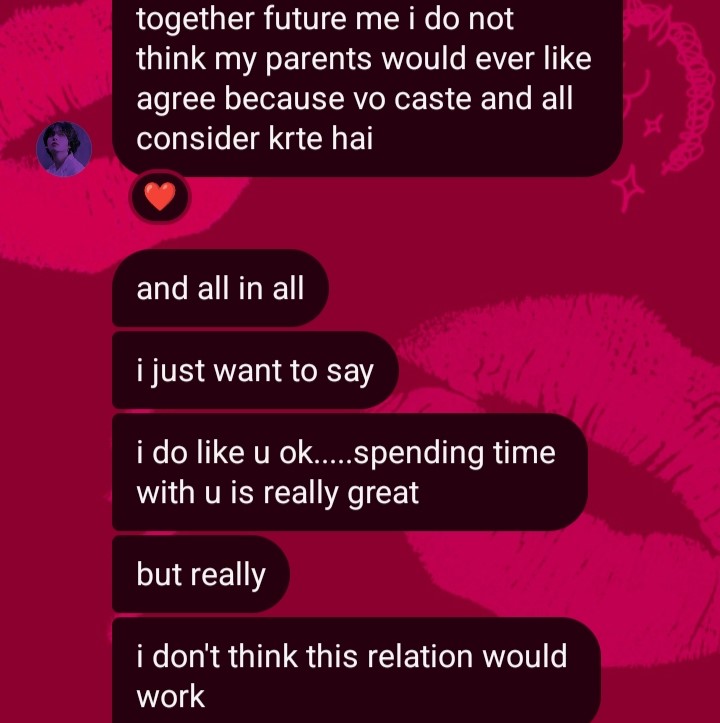 together future me i do not
think my parents would ever like
agree because vo caste and all
consider krte hai
and all in all
i just want to say
i do like u ok.....spending time
with u is really great
but really
i don't think this relation would
work